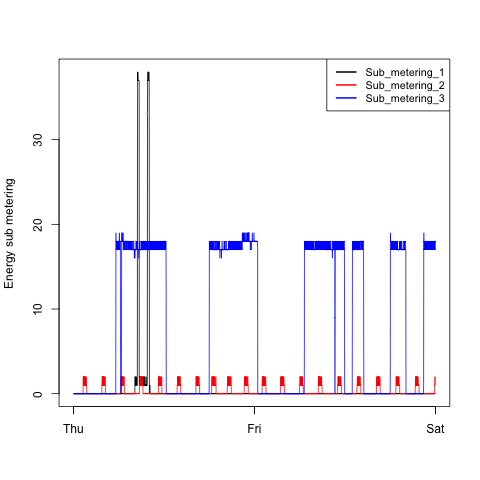 Sub_metering_1
Sub_metering_2
Sub_metering_3
Energy sub metering
30
20
10
0
Thu Fri Sat